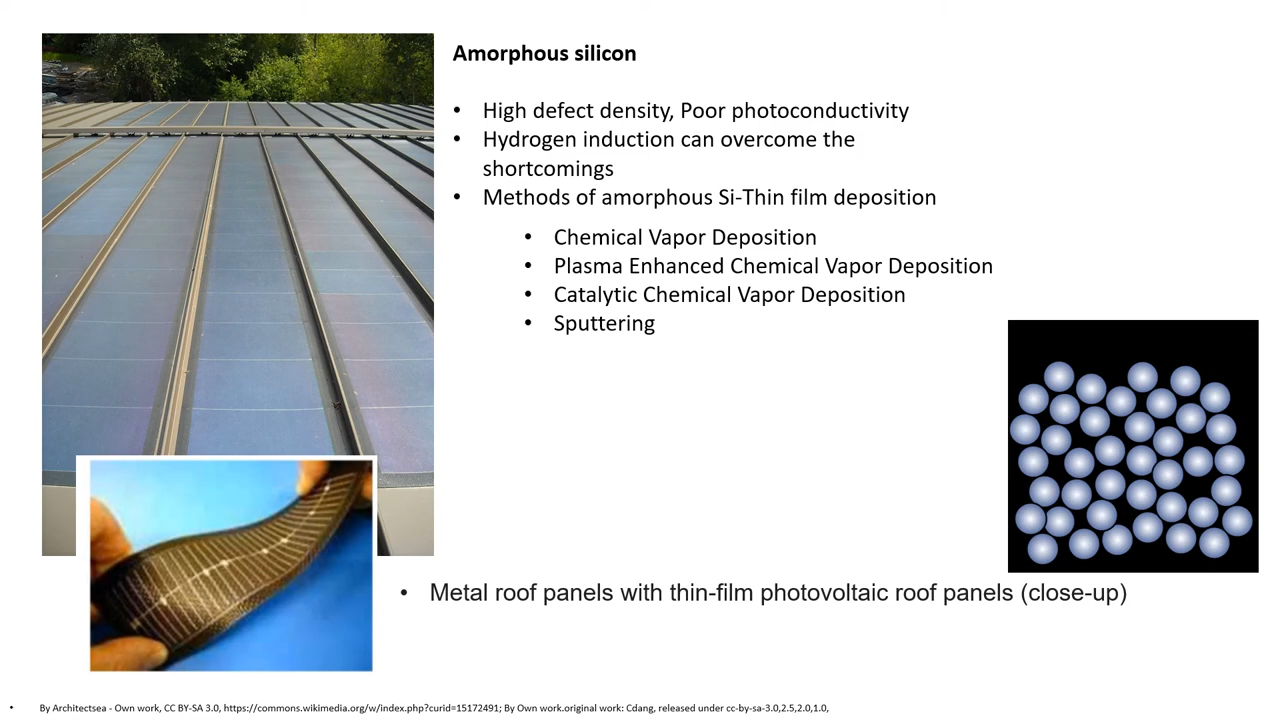 Amorphous silicon
• High defect density, Poor photoconductivity
• Hydrogen induction can overcome the
shortcomings
• Methods of amorphous Si-Thin film deposition
• Chemical Vapor Deposition
• Plasma Enhanced Chemical Vapor Deposition
• Catalytic Chemical Vapor Deposition
• Sputtering
• Metal roof panels with thin-film photovoltaic roof panels (close-up)
• By Architectsea - Own work, CC BY-SA 3.0, https://commons.wikimedia.org/w/index.php?curid=15172491; By Own work.original work: Cdang, released under cc-by-sa-3.0,2.5,2.0,1.0,